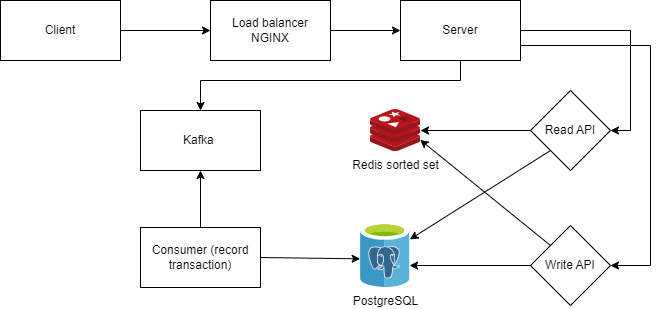 Client
Load balancer
NGINX
Server
Kafka
Redis sorted set
Read API
Consumer (record
transaction)
PostgreSQL
Write API